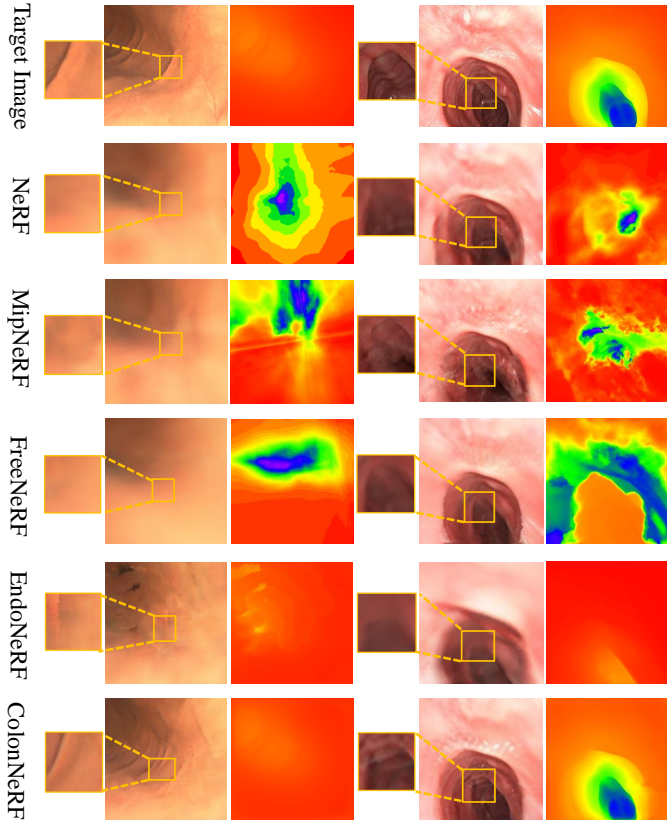 Target Image
NeRF
MipNeRF
FreeNeRF
EndoNeRF
ColonNeRF